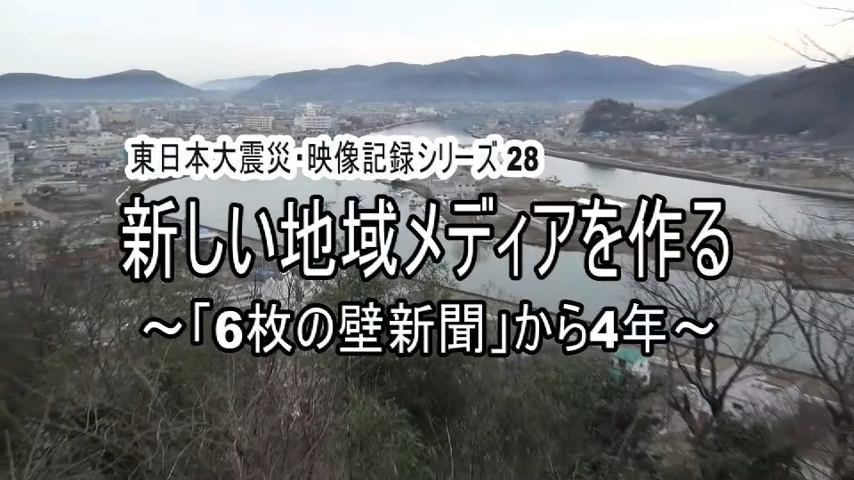 東日本大震災・映像記録シリーズ28
新しい地域メディアを作る
～「6枚の壁新聞」から4年～